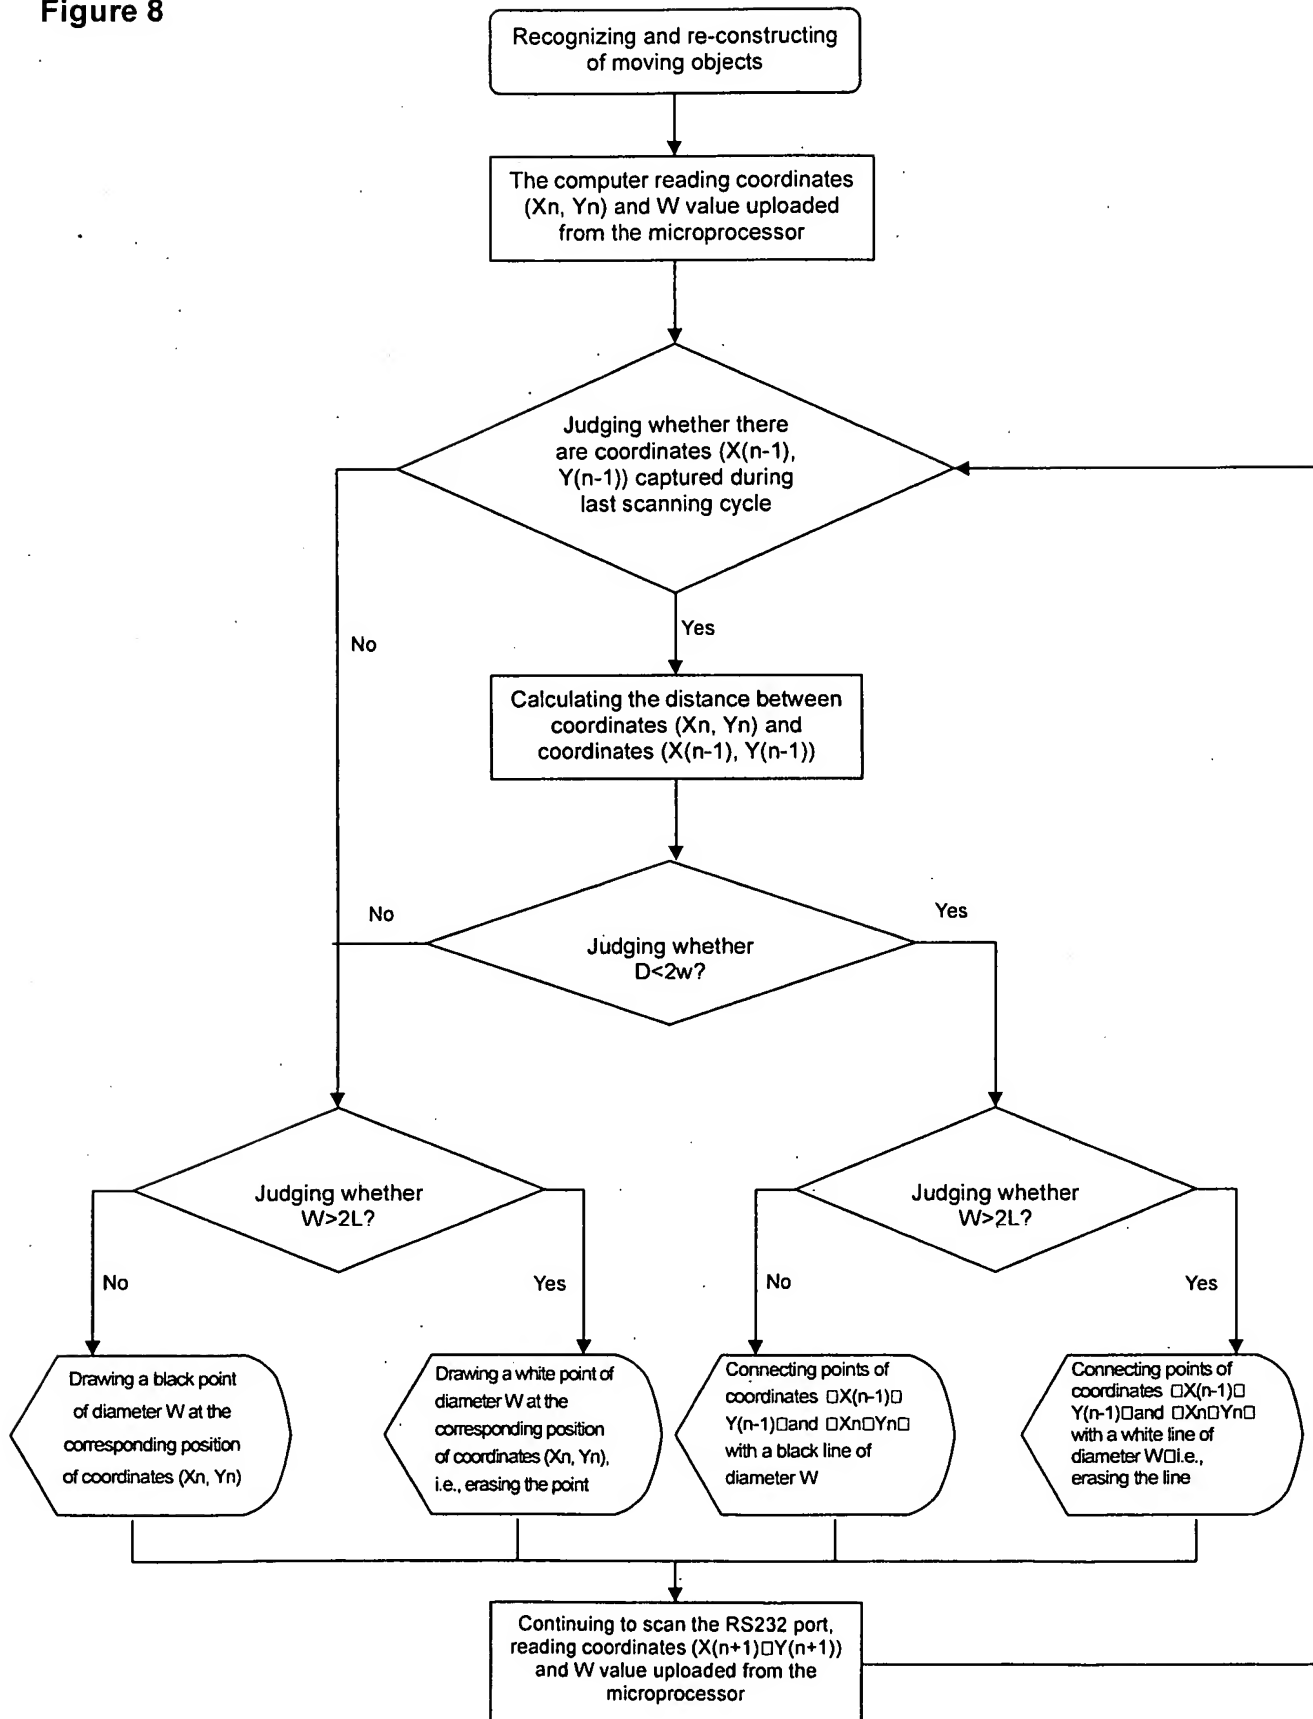 Figure 8
Recognizing and re-constructing
of moving objects
The computer reading coordinates
(Xn, Yn) and W value uploaded
from the microprocessor
Judging whether there
are coordinates (X(n-1),
Y(n-1)) captured during
last scanning cycle
No
Yes
Calculating the distance between
coordinates (Xn, Yn) and
coordinates (X(n-1), Y(n-1))
No
Yes
Judging whether
D<2w?
Judging whether
W>2L?
Judging whether
W>2L?
No
Yes
No
Yes
Drawing a black point
of diameter W at the
corresponding position
of coordinates (Xn, Yn)
Drawing a white point of
diameter W at the
corresponding position
of coordinates (Xn, Yn),
i.e., erasing the point
Connecting points of
coordinates □X(n-1)□
Y(n-1)□and □Xn□Yn□
with a black line of
diameter W
Connecting points of
coordinates □X(n-1)□
Y(n-1)□and □Xn□Yn□
with a white line of
diameter W□i.e.,
erasing the line
Continuing to scan the RS232 port,
reading coordinates (X(n+1)□Y(n+1))
and W value uploaded from the
microprocessor